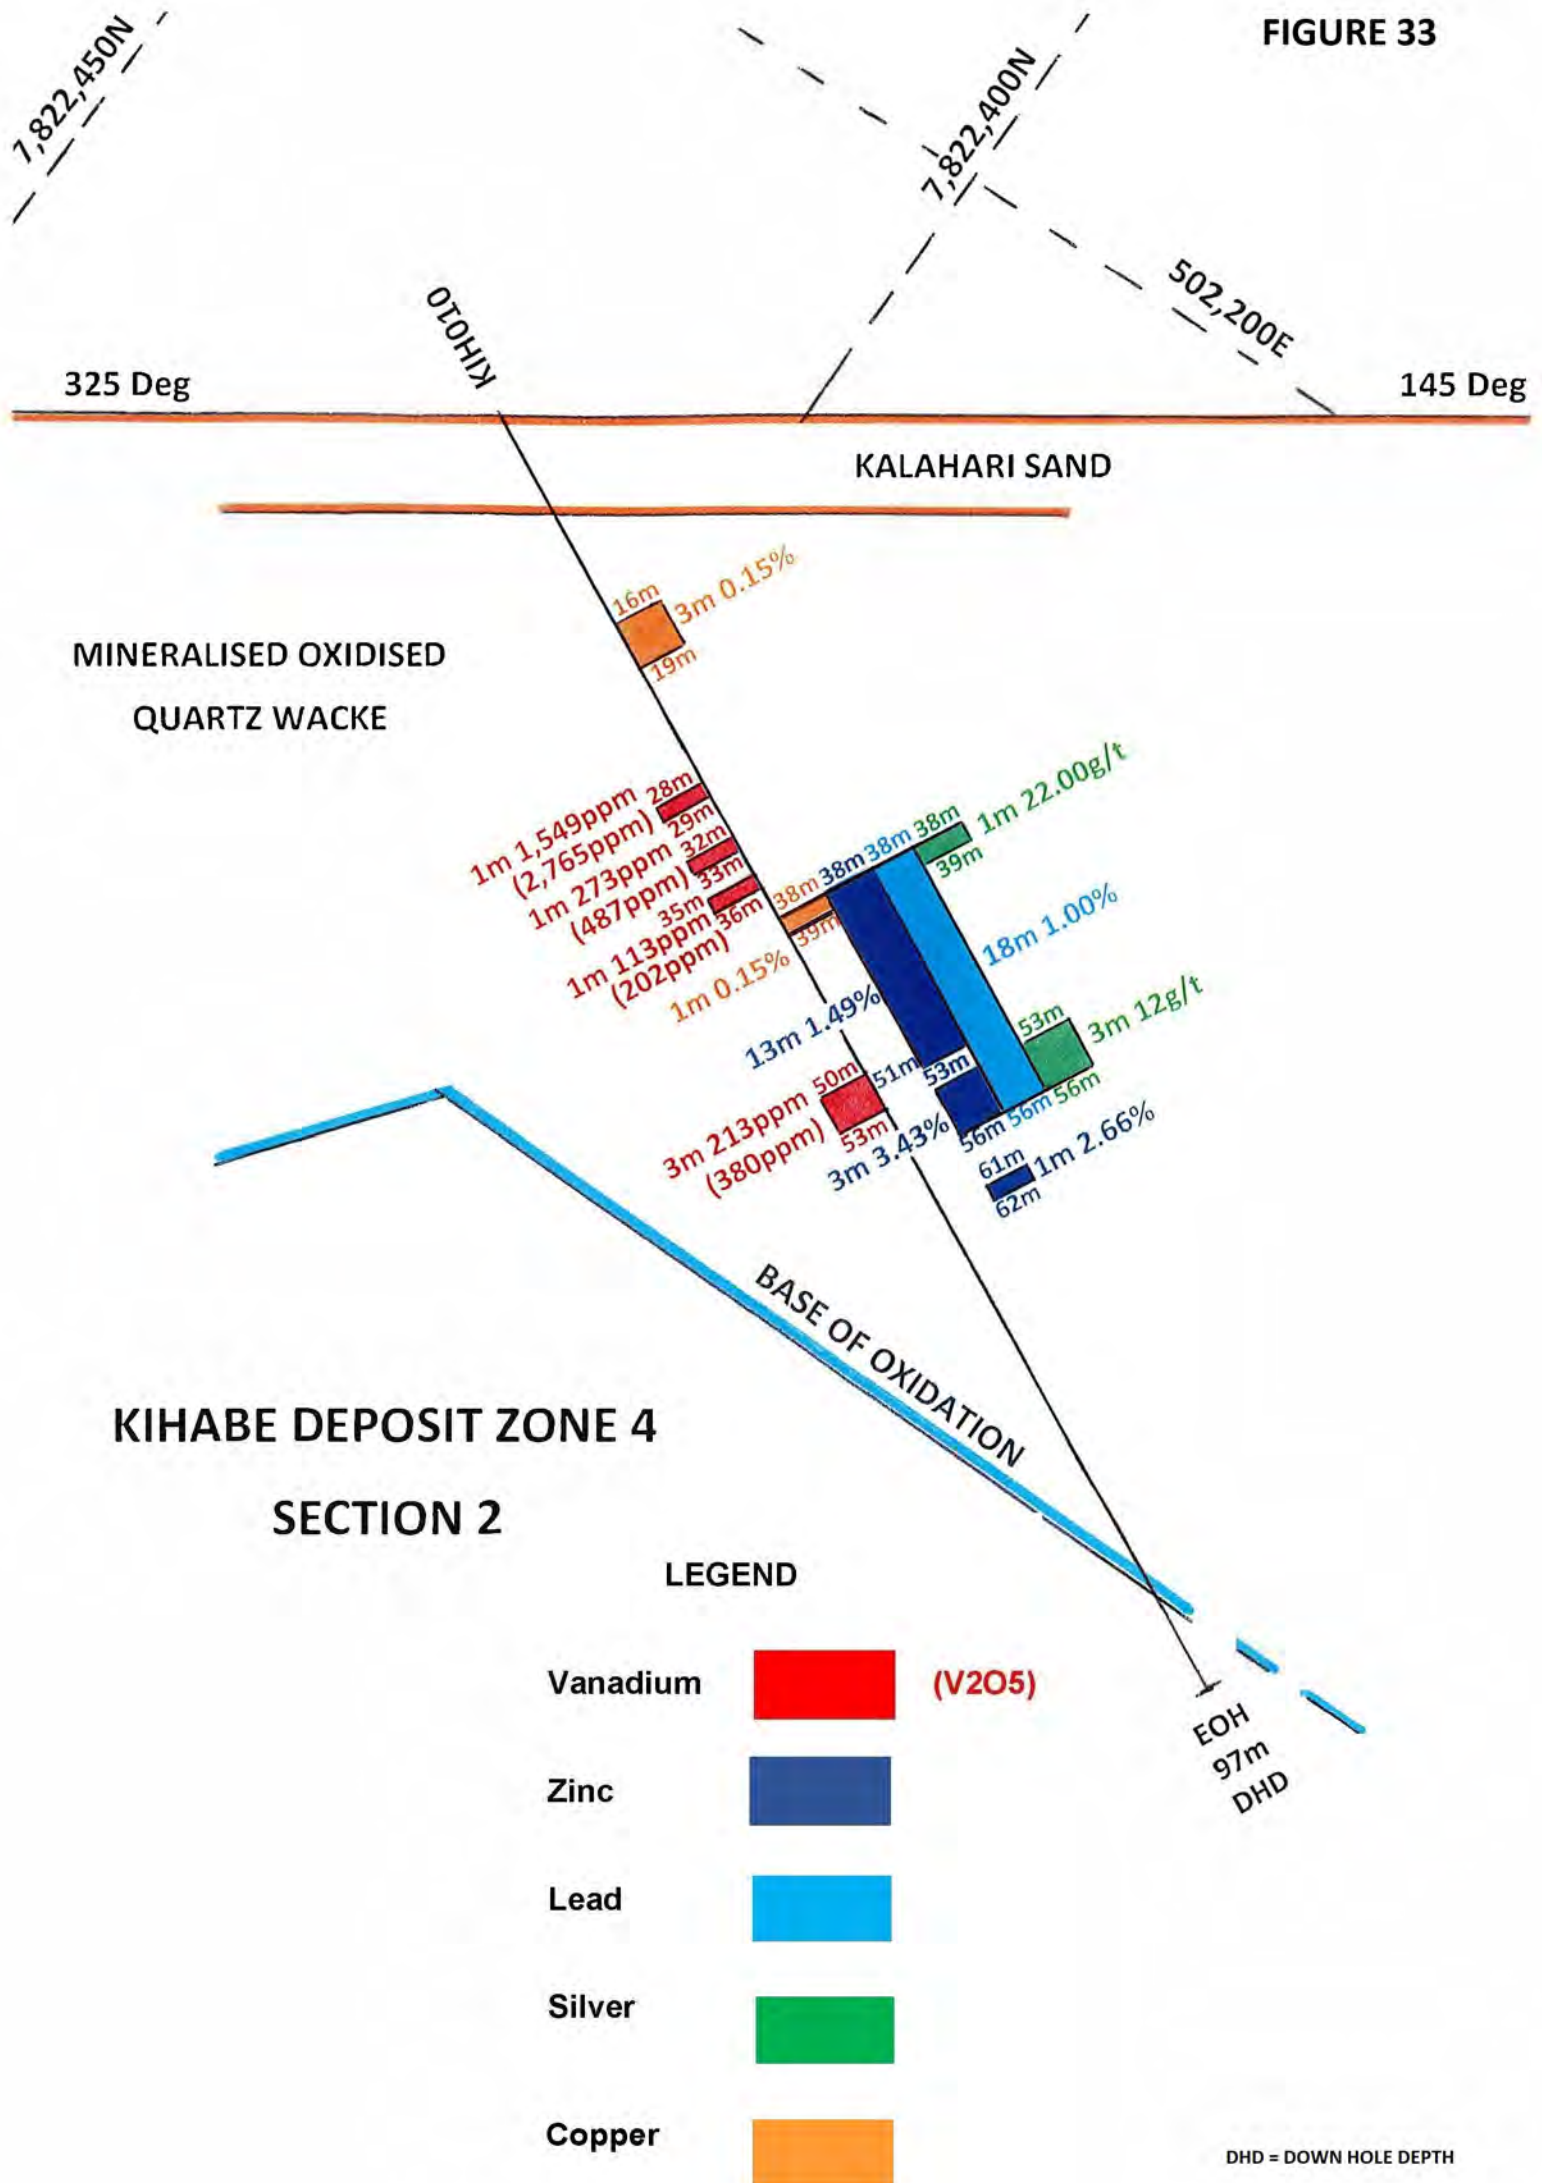 FIGURE 33
7,822,450N
7,822,400N
502,200E
KIH010
325 Deg
145 Deg
KALAHARI SAND
16m
3m 0.15%
19m
MINERALISED OXIDISED
QUARTZ WACKE
28m
1m 1,549ppm
(2,765ppm)
29m
32m
1m 273ppm
(487ppm)
33m
35m
1m 113ppm
(202ppm)
36m
38m
39m
1m 0.15%
38m
38m
38m
1m 22.00g/t
39m
18m 1.00%
13m 1.49%
51m
53m
3m 12g/t
56m
50m
3m 213ppm
(380ppm)
53m
53m
3m 3.43%
56m
56m
61m
1m 2.66%
62m
BASE OF OXIDATION
KIHABE DEPOSIT ZONE 4
SECTION 2
LEGEND
Vanadium
(V2O5)
Zinc
Lead
Silver
Copper
EOH
97m
DHD
DHD = DOWN HOLE DEPTH